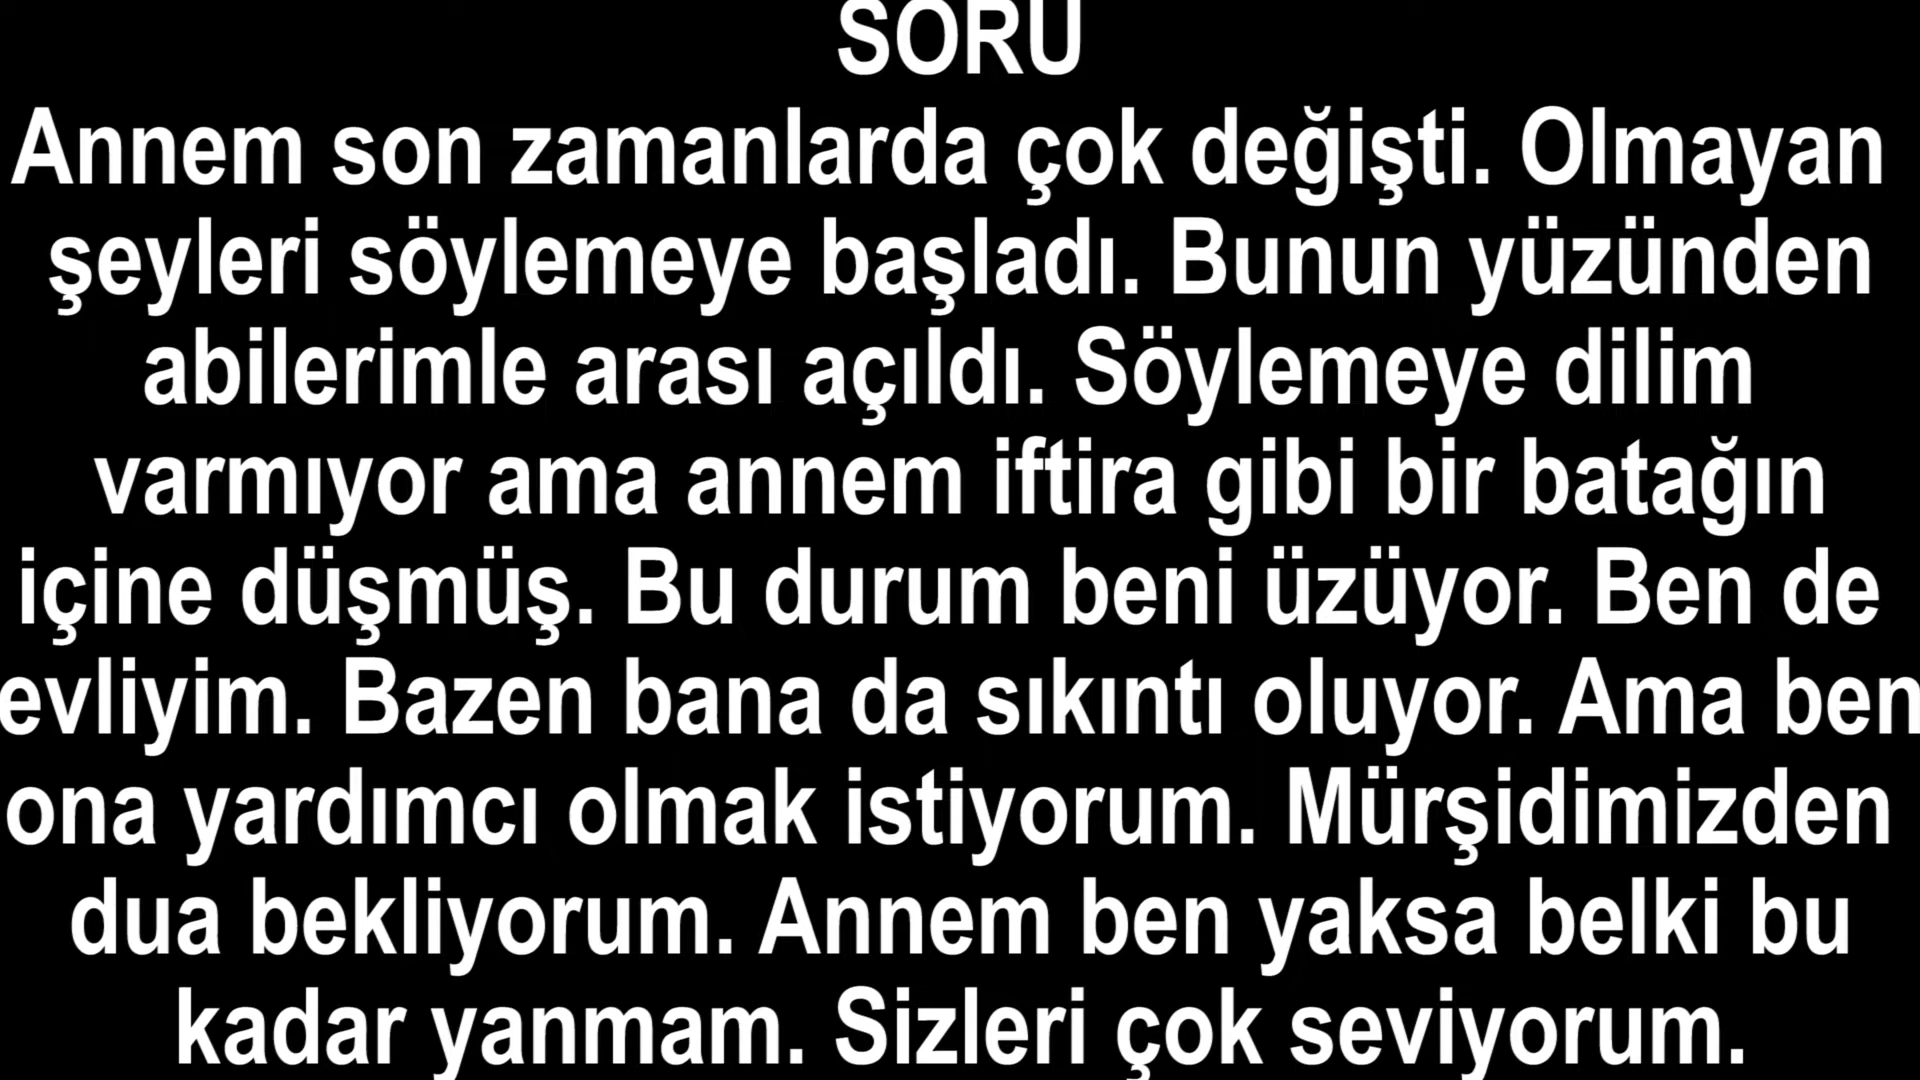 SORU
Annem son zamanlarda çok değişti. Olmayan
şeyleri söylemeye başladı. Bunun yüzünden
abilerimle arası açıldı. Söylemeye dilim
varmıyor ama annem iftira gibi bir batağın
içine düşmüş. Bu durum beni üzüyor. Ben de
evliyim. Bazen bana da sıkıntı oluyor. Ama ben
ona yardımcı olmak istiyorum. Mürşidimizden
dua bekliyorum. Annem ben yaksa belki bu
kadar yanmam. Sizleri çok seviyorum.